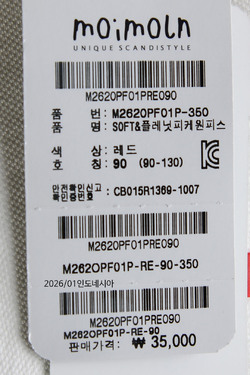 moimoln
UNIQUE SCANDISTYLE
M2620PF01PRE090
품 번: M2620PF01P-350
품 명: SOFT&플레닛피케원피스
색 상: 레드
호 칭: 90 (90-130)
안전확인신고
확인증번호 : CB015R1369-1007
M2620PF01PRE090
M2620PF01P-RE-90-350
2026/01인도네시아
M2620PF01PRE090
M2620PF01P-RE-90
판매가격: ₩ 35,000